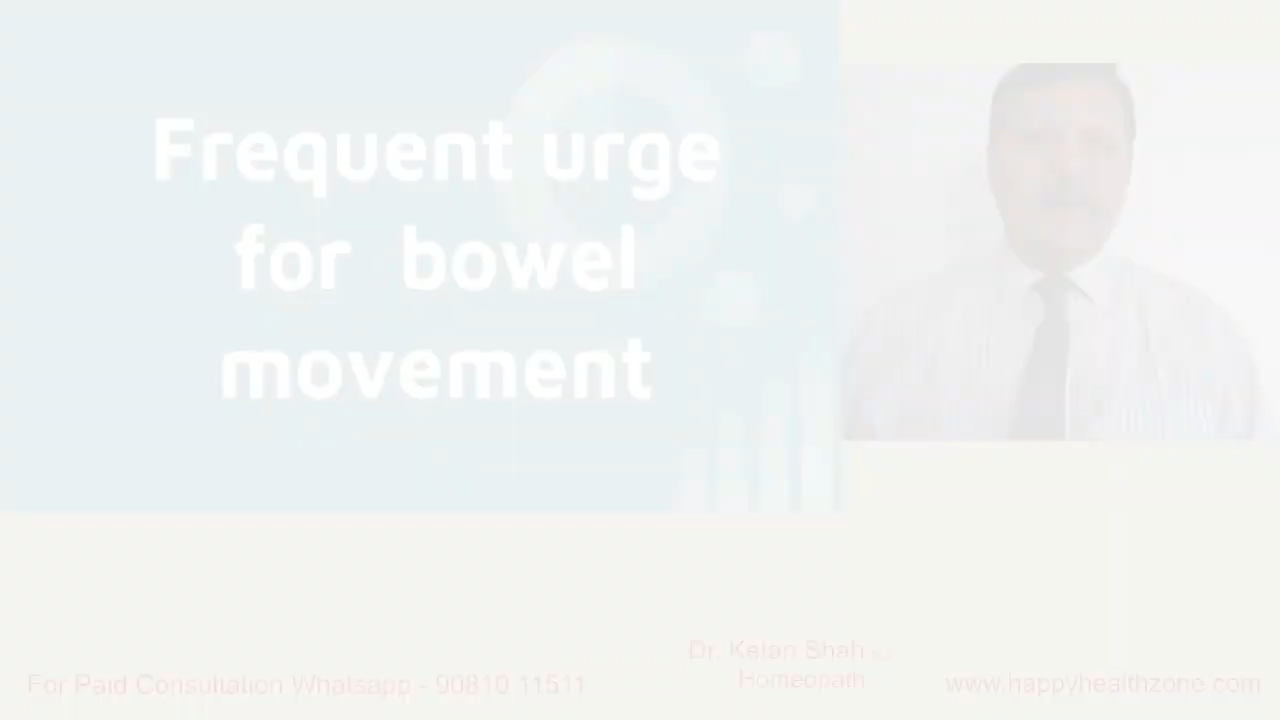 Frequent urge
for bowel
movement
Dr. Ketan Shah
Homeopath
For Paid Consultation Whatsapp - 90810 11511
www.happyhealthzone.com